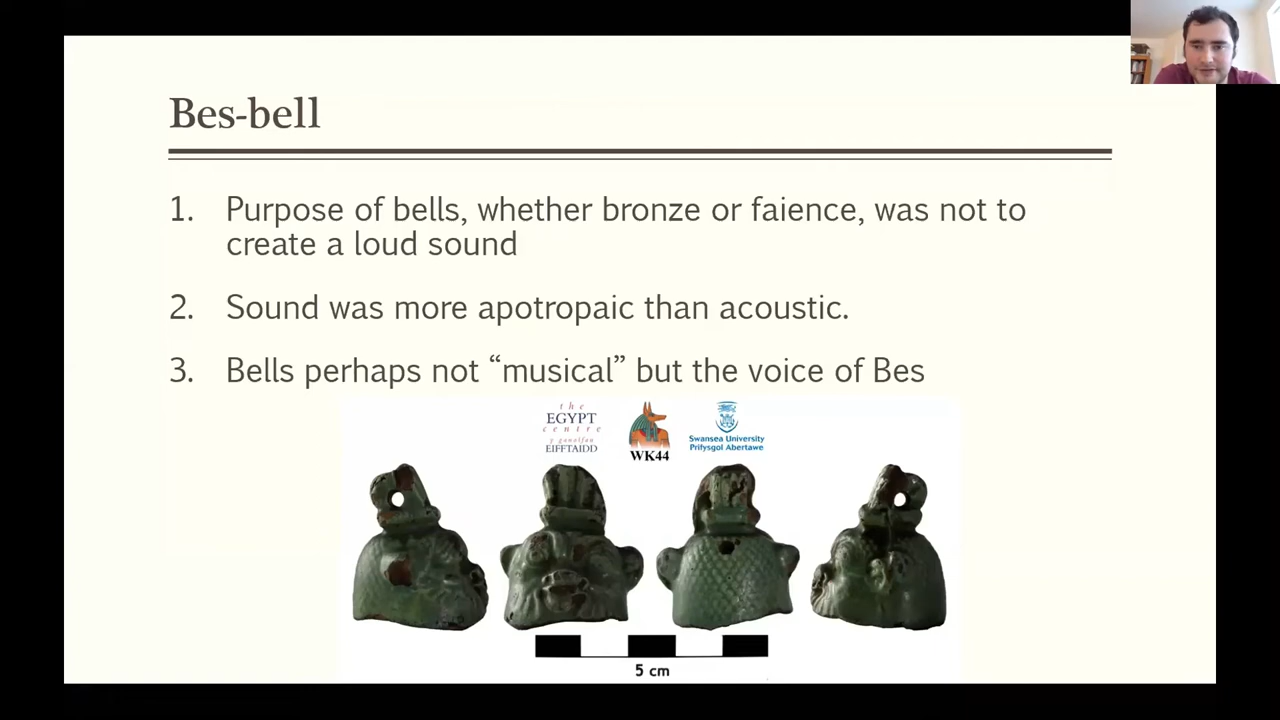 Bes-bell
1. Purpose of bells, whether bronze or faience, was not to
create a loud sound
2. Sound was more apotropaic than acoustic.
3. Bells perhaps not “musical” but the voice of Bes
the
EGYPT
centre
y ganolfan
EIFFTAIDD
WK44
Swansea University
Prifysgol Abertawe
5 cm